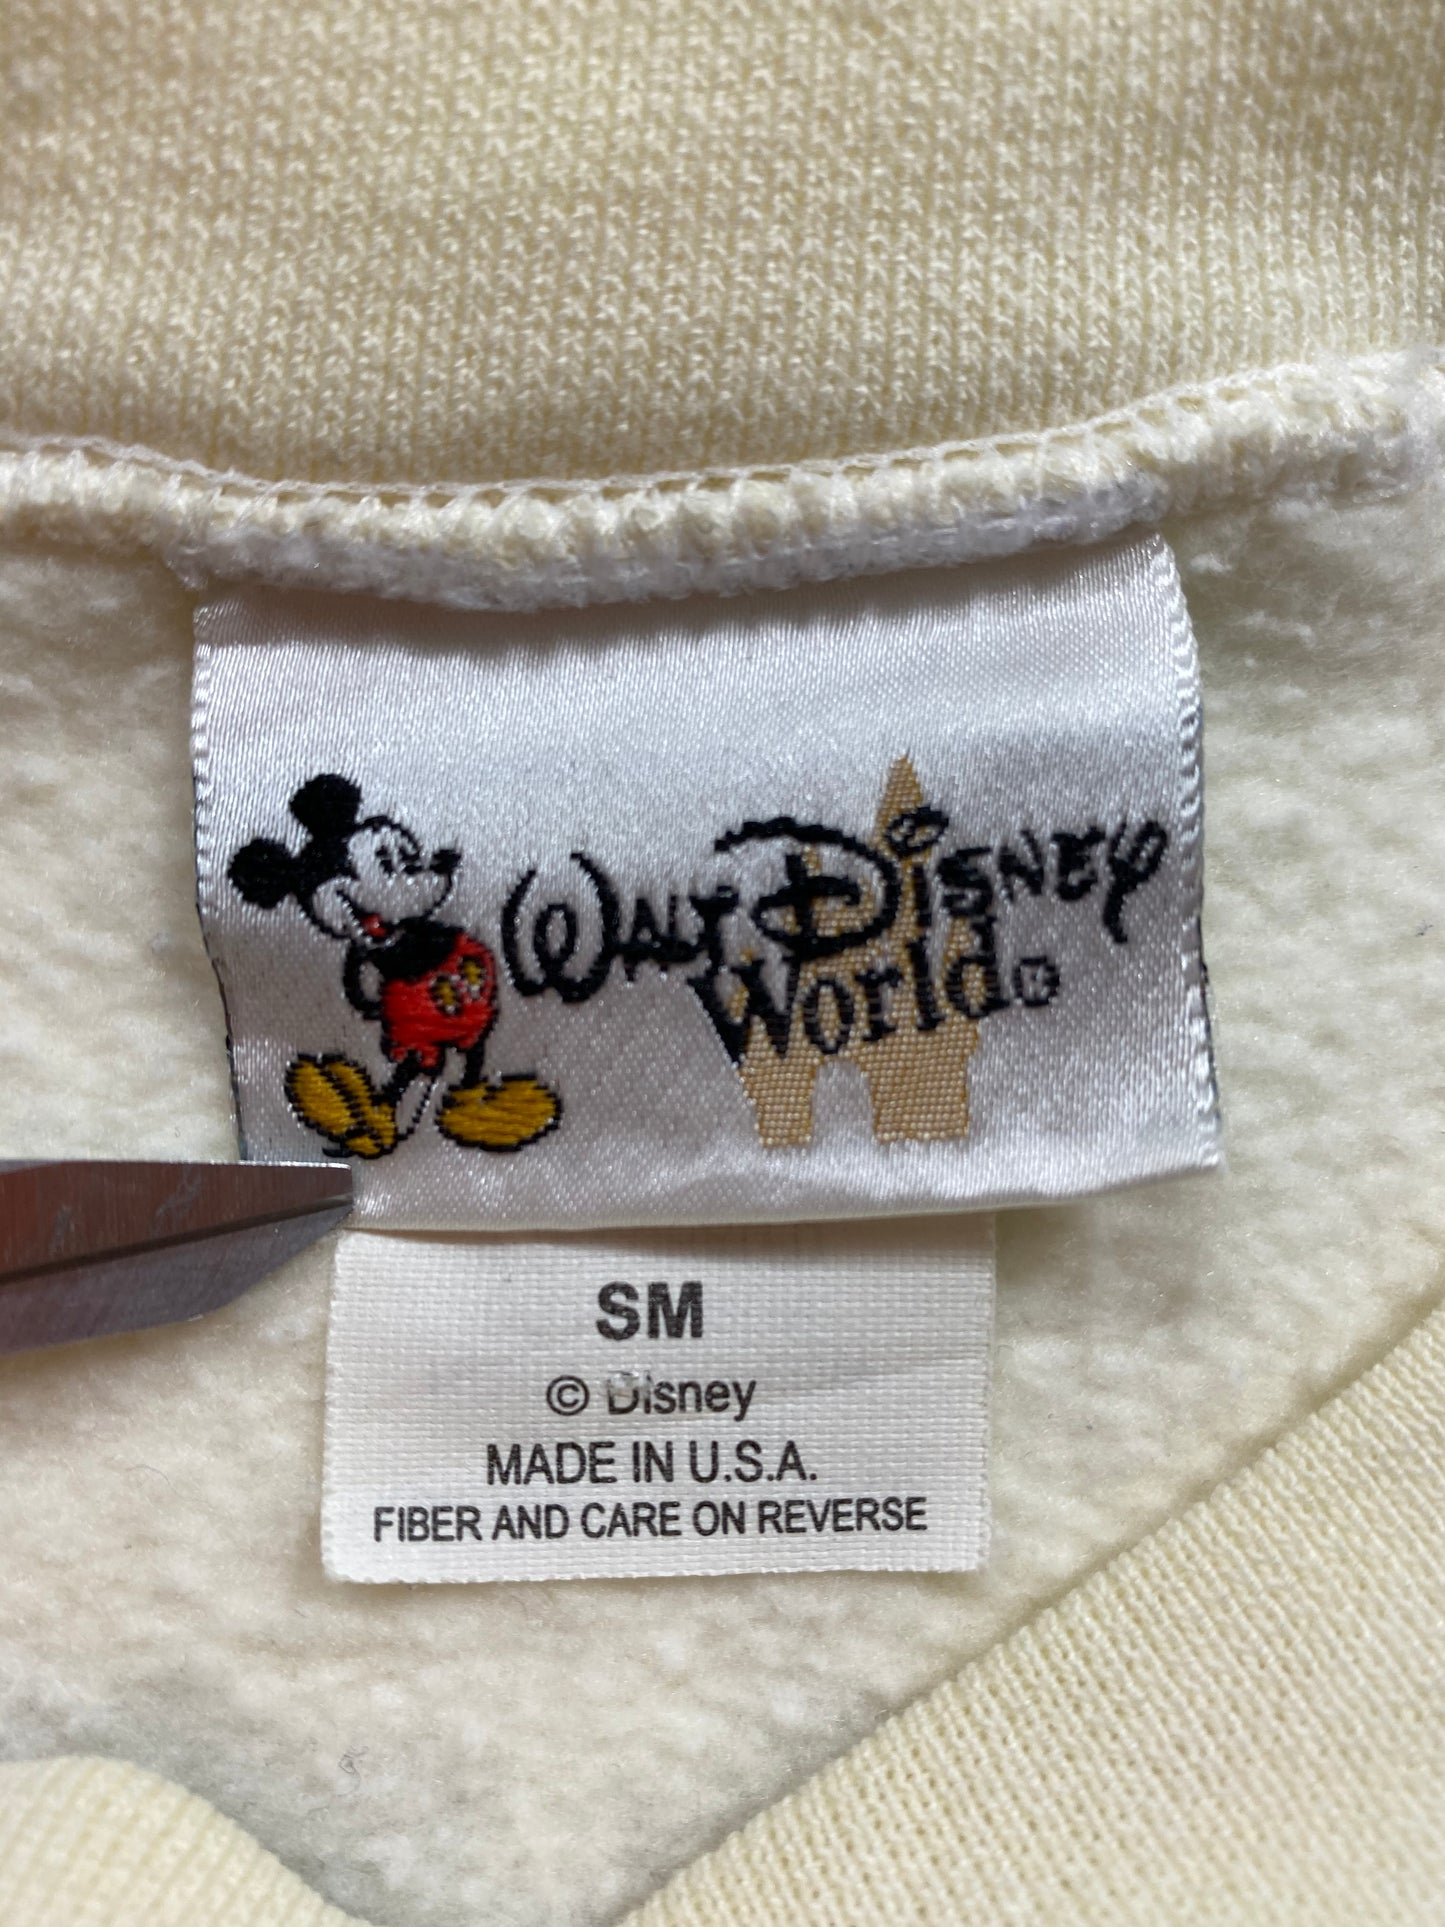 Walt Disney
World®
SM
© Disney
MADE IN U.S.A.
FIBER AND CARE ON REVERSE